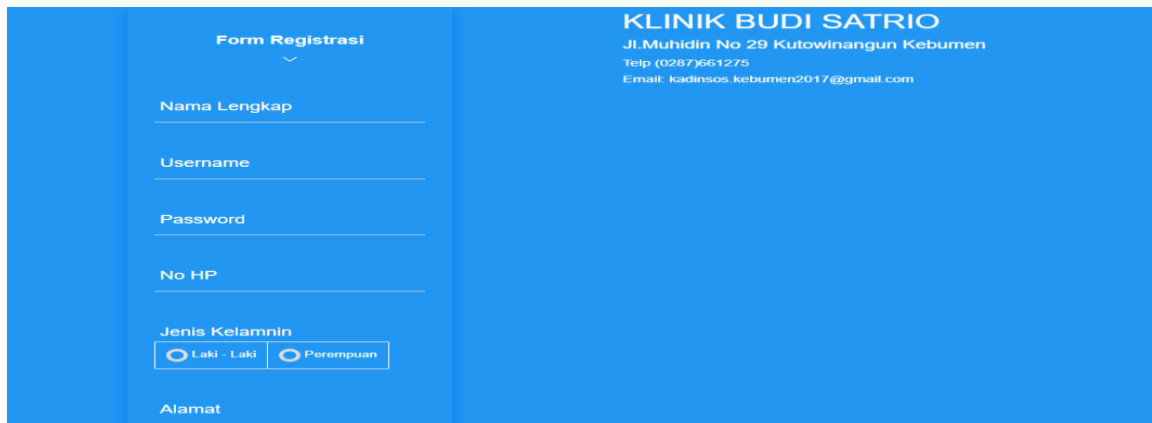 Form Registrasi
Nama Lengkap
Username
Password
No HP
Jenis Kelamnin
Laki - Laki
Perempuan
Alamat
KLINIK BUDI SATRIO
Jl.Muhidin No 29 Kutowinangun Kebumen
Telp (0287)661275
Email: kadinsos.kebumen2017@gmail.com